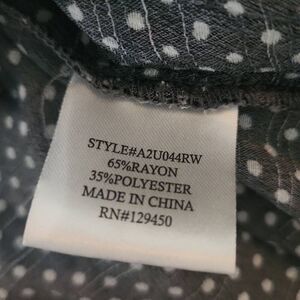 STYLE#A2U044RW
65%RAYON
35%POLYESTER
MADE IN CHINA
RN#129450